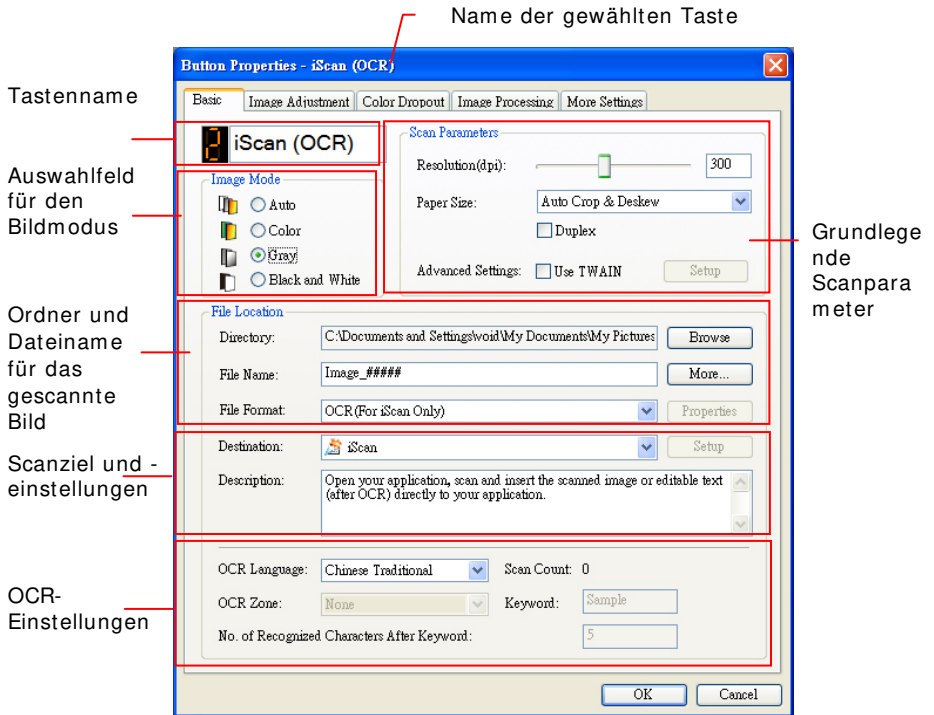 Name der gewählten Taste
Button Properties - iScan (OCR)
Tastenname
Basic Image Adjustment Color Dropout Image Processing More Settings
2 iScan (OCR)
Auswahlfeld
für den
Bildmodus
Image Mode
Auto
Color
Gray
Black and White
Scan Parameters
Resolution(dpi): 300
Paper Size: Auto Crop & Deskew
Duplex
Advanced Settings: Use TWAIN Setup
Grundlege
nde
Scanpara
meter
Ordner und
Dateiname
für das
gescannte
Bild
File Location
Directory: C:\Documents and Settings\void\My Documents\My Pictures Browse
File Name: Image_##### More...
File Format: OCR(For iScan Only) Properties
Scanziel und -
einstellungen
Destination: iScan Setup
Description: Open your application, scan and insert the scanned image or editable text
(after OCR) directly to your application.
OCR-
Einstellungen
OCR Language: Chinese Traditional Scan Count: 0
OCR Zone: None Keyword: Sample
No. of Recognized Characters After Keyword: 5
OK Cancel